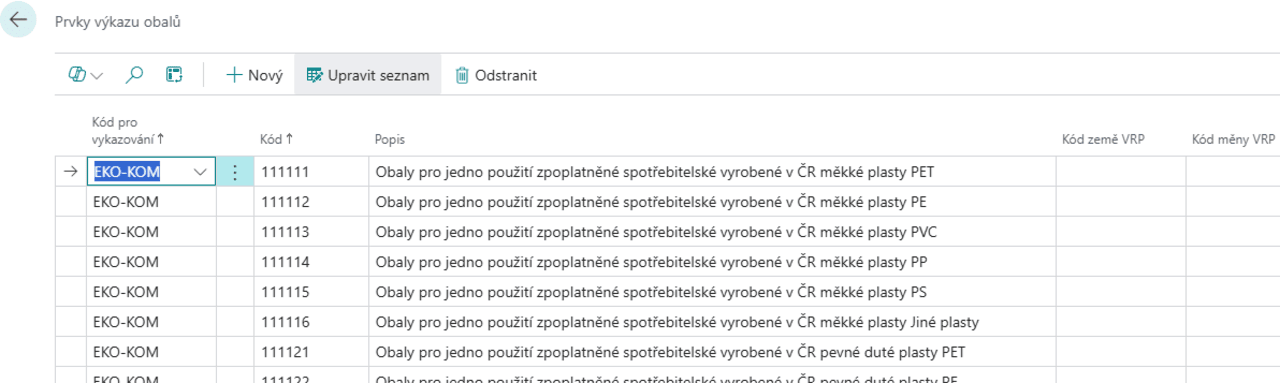 Prvky výkazu obalů
Nový Upravit seznam Odstranit
Kód pro vykazování ↑ Kód ↑ Popis Kód země VRP Kód měny VRP
EKO-KOM 111111 Obaly pro jedno použití zpoplatněné spotřebitelské vyrobené v ČR měkké plasty PET
EKO-KOM 111112 Obaly pro jedno použití zpoplatněné spotřebitelské vyrobené v ČR měkké plasty PE
EKO-KOM 111113 Obaly pro jedno použití zpoplatněné spotřebitelské vyrobené v ČR měkké plasty PVC
EKO-KOM 111114 Obaly pro jedno použití zpoplatněné spotřebitelské vyrobené v ČR měkké plasty PP
EKO-KOM 111115 Obaly pro jedno použití zpoplatněné spotřebitelské vyrobené v ČR měkké plasty PS
EKO-KOM 111116 Obaly pro jedno použití zpoplatněné spotřebitelské vyrobené v ČR měkké plasty Jiné plasty
EKO-KOM 111121 Obaly pro jedno použití zpoplatněné spotřebitelské vyrobené v ČR pevné duté plasty PET
EKO-KOM 111122 Obaly pro jedno použití zpoplatněné spotřebitelské vyrobené v ČR pevné duté plasty PE